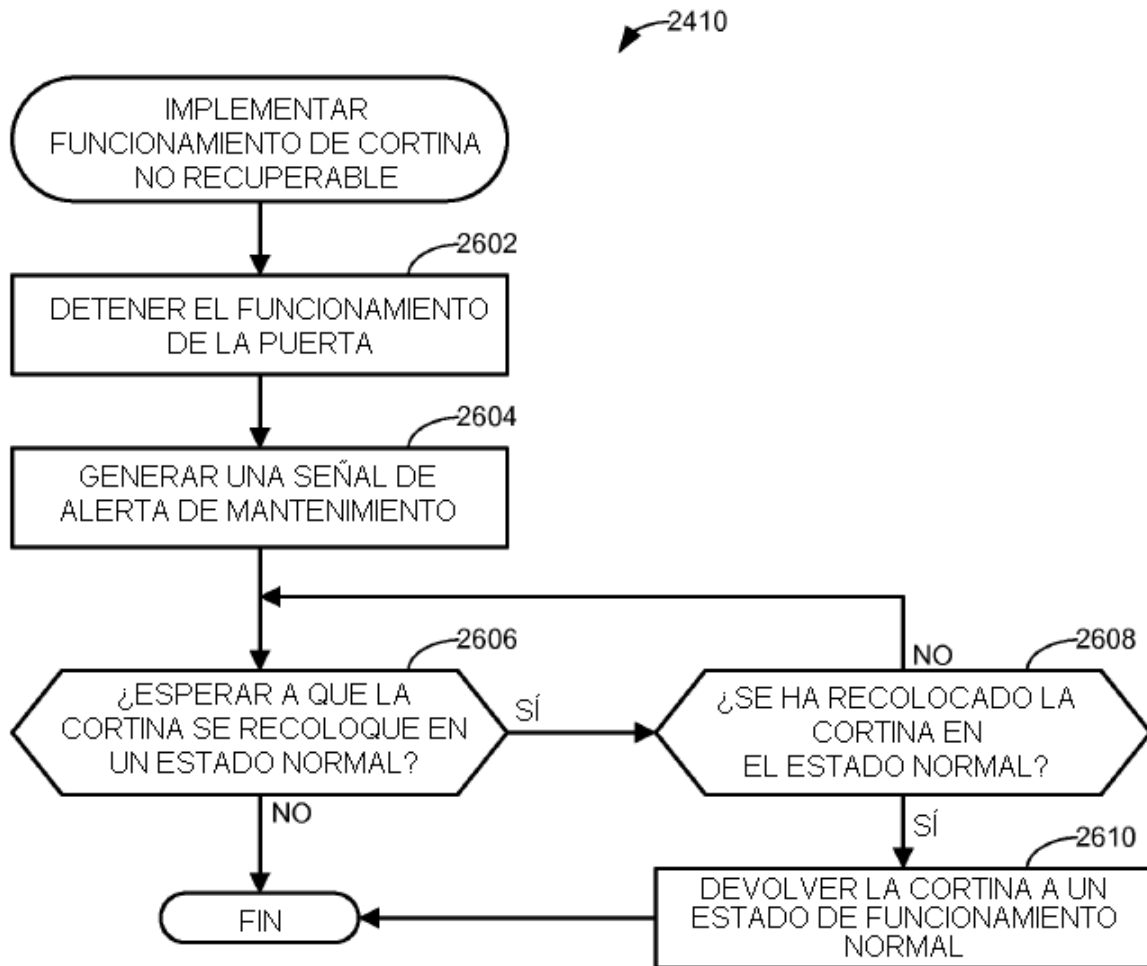 2410
IMPLEMENTAR
FUNCIONAMIENTO DE CORTINA
NO RECUPERABLE
2602
DETENER EL FUNCIONAMIENTO
DE LA PUERTA
2604
GENERAR UNA SEÑAL DE
ALERTA DE MANTENIMIENTO
2606
¿ESPERAR A QUE LA
CORTINA SE RECOLOQUE EN
UN ESTADO NORMAL?
SÍ
NO
2608
NO
¿SE HA RECOLOCADO LA
CORTINA EN
EL ESTADO NORMAL?
SÍ
2610
DEVOLVER LA CORTINA A UN
ESTADO DE FUNCIONAMIENTO
NORMAL
FIN